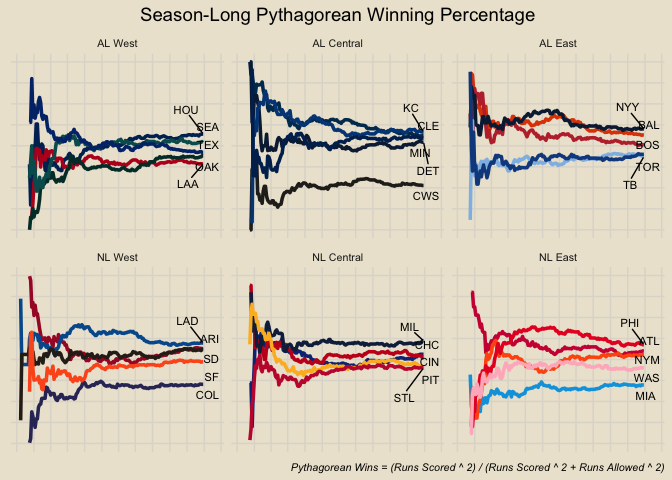 Season-Long Pythagorean Winning Percentage
AL West
AL Central
AL East
HOU
SEA
TEX
OAK
LAA
KC
CLE
MIN
DET
CWS
NYY
BAL
BOS
TOR
TB
NL West
NL Central
NL East
LAD
ARI
SD
SF
COL
MIL
CHC
CIN
PIT
STL
PHI
ATL
NYM
WAS
MIA
Pythagorean Wins = (Runs Scored ^ 2) / (Runs Scored ^ 2 + Runs Allowed ^ 2)